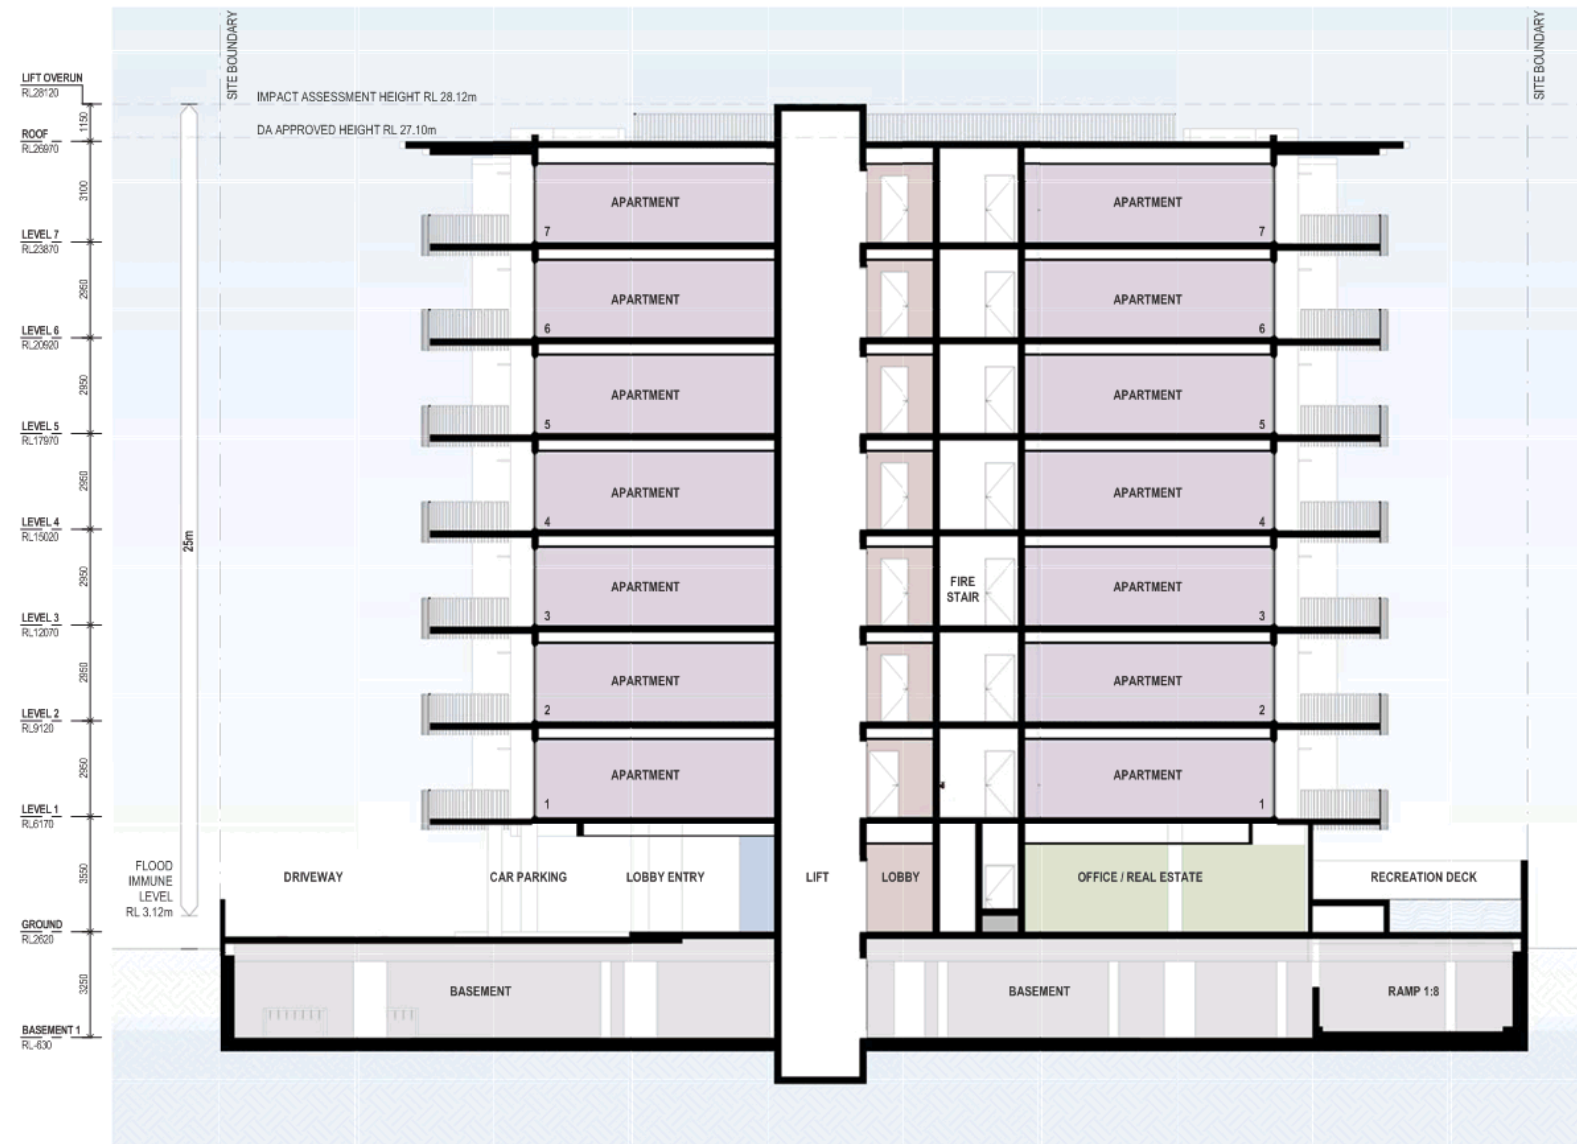 SITE BOUNDARY
SITE BOUNDARY
LIFT OVERUN
RL28120
IMPACT ASSESSMENT HEIGHT RL 28.12m
1150
DA APPROVED HEIGHT RL 27.10m
ROOF
RL26970
3100
APARTMENT
APARTMENT
7
7
LEVEL 7
RL23870
2950
APARTMENT
APARTMENT
6
6
LEVEL 6
RL20920
2950
APARTMENT
APARTMENT
5
5
LEVEL 5
RL17970
2950
APARTMENT
APARTMENT
4
4
LEVEL 4
RL15020
25m
2950
APARTMENT
APARTMENT
FIRE
STAIR
3
3
LEVEL 3
RL12070
2950
APARTMENT
APARTMENT
2
2
LEVEL 2
RL9120
2950
APARTMENT
APARTMENT
1
1
LEVEL 1
RL6170
3550
FLOOD
IMMUNE
LEVEL
RL 3.12m
DRIVEWAY
CAR PARKING
LOBBY ENTRY
LIFT
LOBBY
OFFICE / REAL ESTATE
RECREATION DECK
GROUND
RL2620
3250
BASEMENT
BASEMENT
RAMP 1:8
BASEMENT 1
RL-630